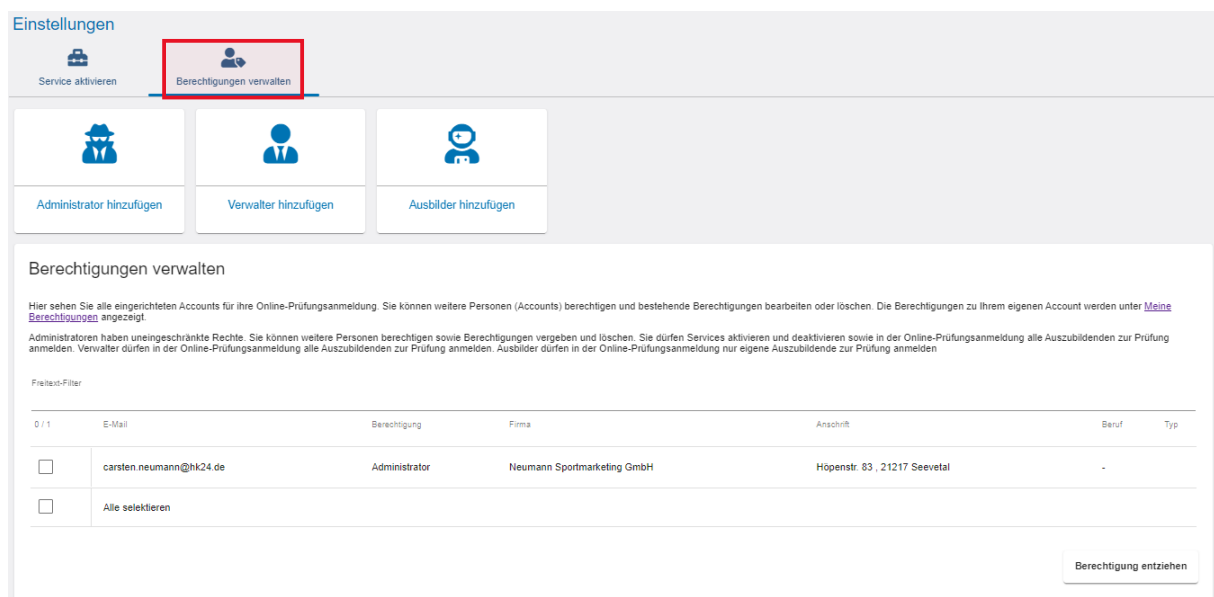 Einstellungen
Service aktivieren
Berechtigungen verwalten
Administrator hinzufügen
Verwalter hinzufügen
Ausbilder hinzufügen
Berechtigungen verwalten
Hier sehen Sie alle eingerichteten Accounts für ihre Online-Prüfungsanmeldung. Sie können weitere Personen (Accounts) berechtigen und bestehende Berechtigungen bearbeiten oder löschen. Die Berechtigungen zu Ihrem eigenen Account werden unter Meine
Berechtigungen angezeigt.
Administratoren haben uneingeschränkte Rechte. Sie können weitere Personen berechtigen sowie Berechtigungen vergeben und löschen. Sie dürfen Services aktivieren und deaktivieren sowie in der Online-Prüfungsanmeldung alle Auszubildenden zur Prüfung
anmelden. Verwalter dürfen in der Online-Prüfungsanmeldung alle Auszubildenden zur Prüfung anmelden. Ausbilder dürfen in der Online-Prüfungsanmeldung nur eigene Auszubildende zur Prüfung anmelden
Freitext-Filter
0 / 1 E-Mail Berechtigung Firma Anschrift Beruf Typ
carsten.neumann@hk24.de Administrator Neumann Sportmarketing GmbH Höpenstr. 83 , 21217 Seevetal -
Alle selektieren
Berechtigung entziehen